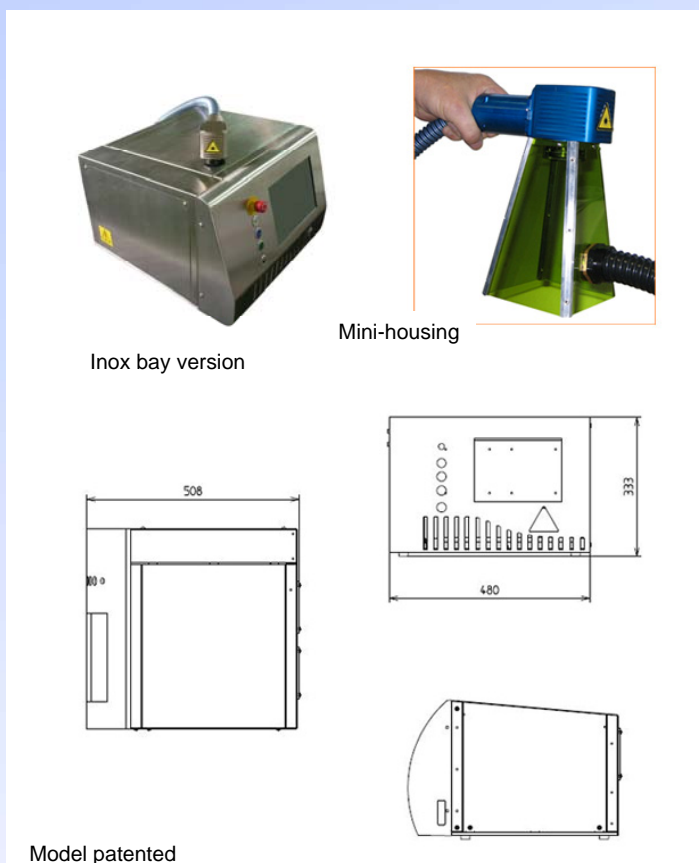 Mini-housing
Inox bay version
508
333
480
Model patented